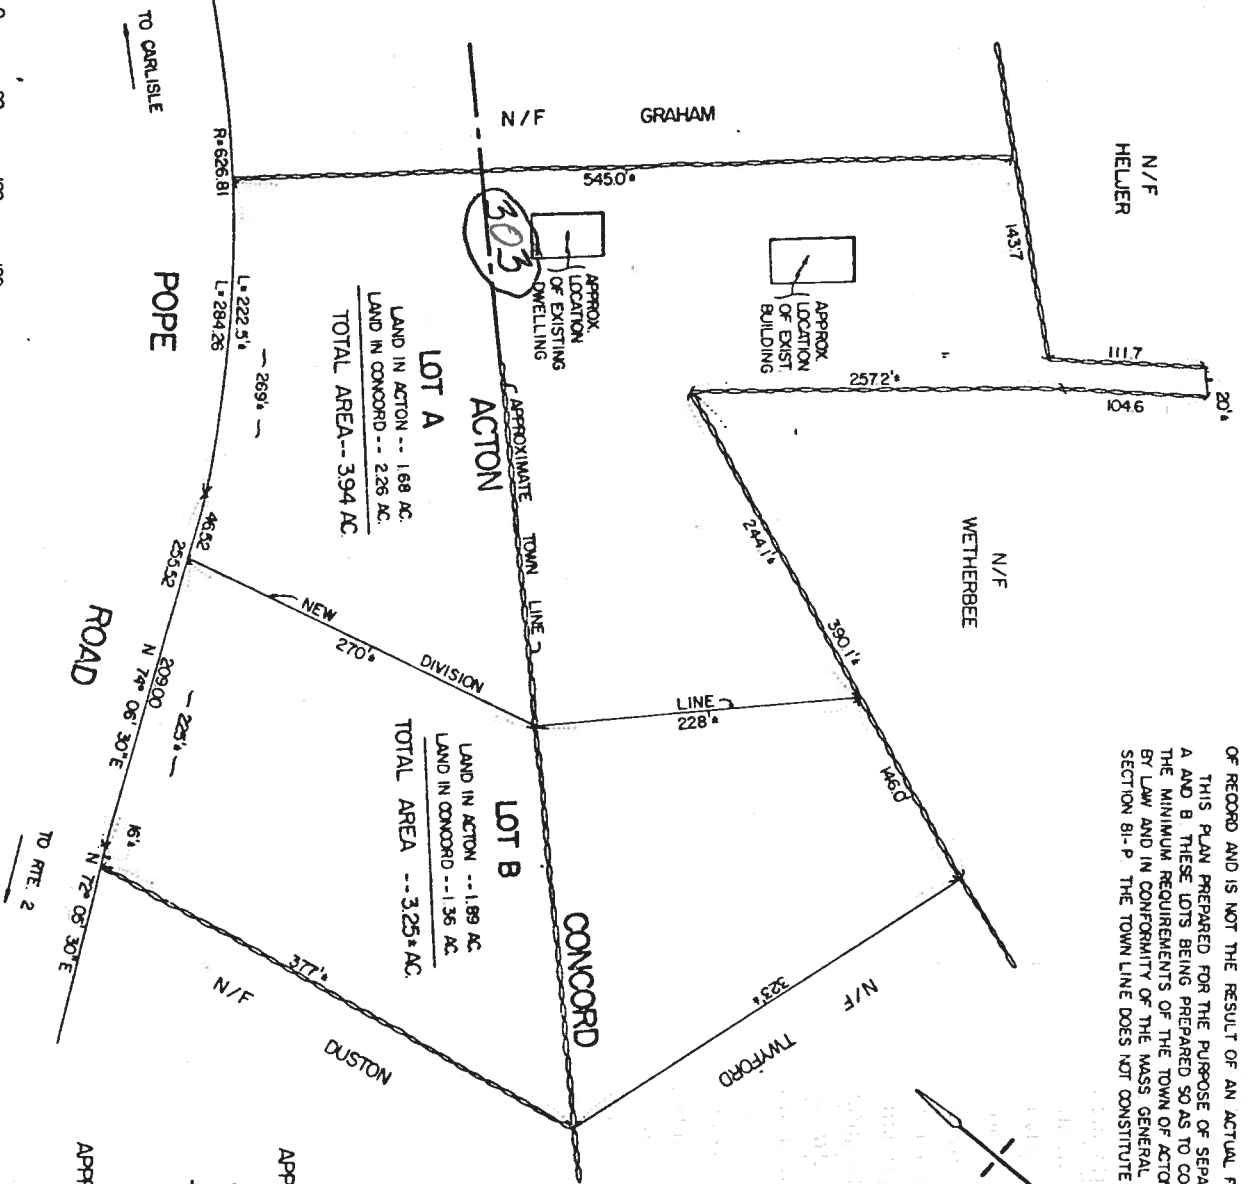 TO CARLISLE
N/F GRAHAM
N/F
HELJER
R=626.81
545.0'±
143.7
303
APPROX.
LOCATION
OF EXISTING
DWELLING
APPROX.
LOCATION
OF EXIST.
BUILDING
111.7
20'±
257.2'±
104.6
POPE
L=222.5'±
L=284.26
269'±
LOT A
LAND IN ACTON -- 1.68 AC.
LAND IN CONCORD -- 2.26 AC.
TOTAL AREA -- 3.94 AC
ACTON
APPROXIMATE TOWN LINE
N/F
WETHERBEE
244.1'±
390.1'±
146.0'
46.52
255.52
NEW DIVISION LINE
270'±
228'±
ROAD
209.00
N 74° 06' 30" E
225'±
16'±
N 72° 05' 30" E
TO RTE. 2
LOT B
LAND IN ACTON -- 1.89 AC.
LAND IN CONCORD -- 1.36 AC.
TOTAL AREA -- 3.25± AC.
CONCORD
377'±
N/F DUSTON
323'±
N/F TWYFORD
OF RECORD AND IS NOT THE RESULT OF AN ACTUAL
THIS PLAN PREPARED FOR THE PURPOSE OF
A AND B. THESE LOTS BEING PREPARED SO AS TO
THE MINIMUM REQUIREMENTS OF THE TOWN OF
BY LAW AND IN CONFORMITY OF THE MASS. GENERAL
SECTION 81-P. THE TOWN LINE DOES NOT CONSTITUTE